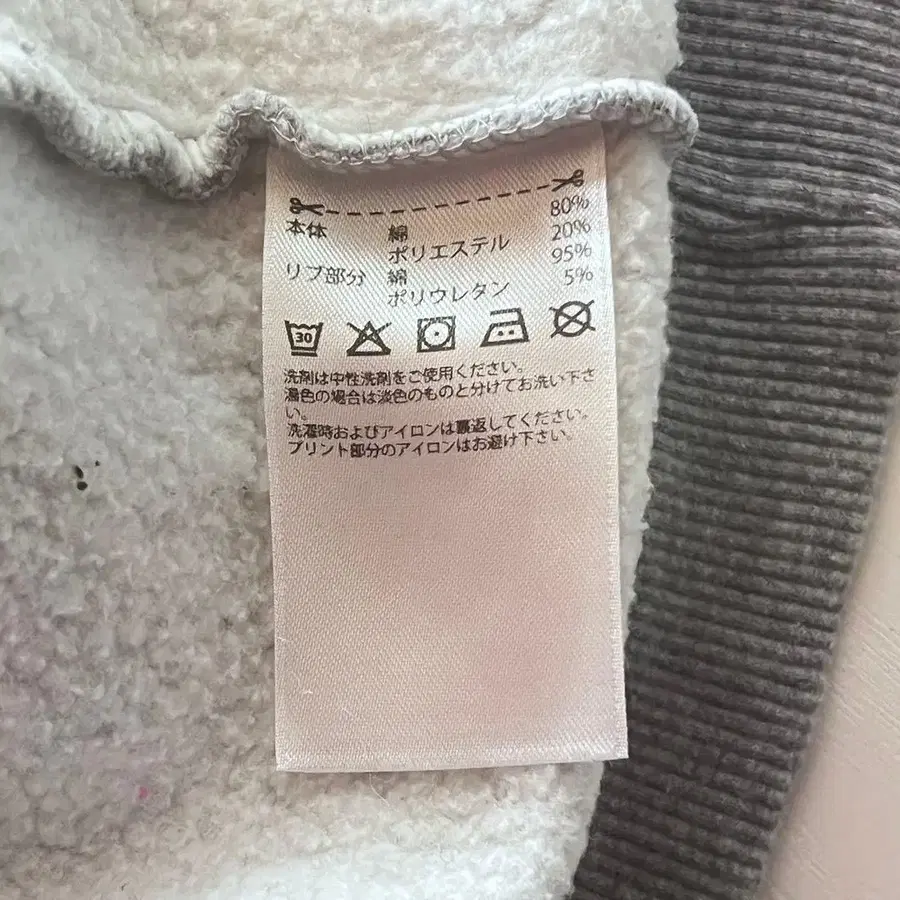 本体 綿 80%
ポリエステル 20%
リブ部分 綿 95%
ポリウレタン 5%
30
洗剤は中性洗剤をご使用ください。
濃色の場合は淡色のものと分けてお洗い下さ
い。
洗濯時およびアイロンは裏返してください。
プリント部分のアイロンはお避け下さい。